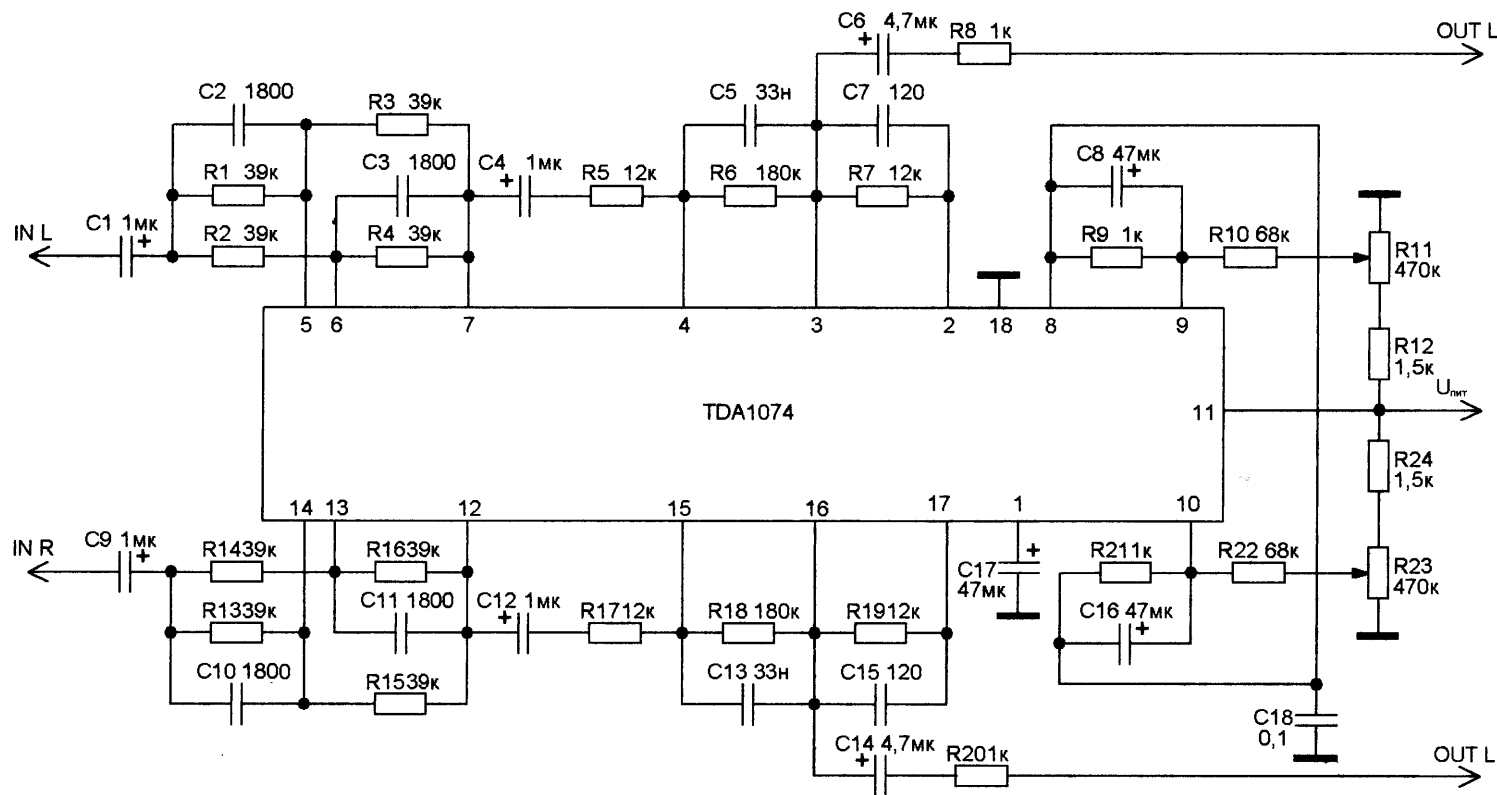 C6 4,7мк
R8 1к
OUT L
C2 1800
R3 39к
C5 33н
C7 120
R1 39к
C3 1800
C4 1мк
R5 12к
R6 180к
R7 12к
C8 47мк
IN L
C1 1мк
R2 39к
R4 39к
R9 1к
R10 68к
R11
470к
5
6
7
4
3
2
18
8
9
R12
1,5к
TDA1074
11
Uпит
R24
1,5к
14
13
12
15
16
17
1
10
IN R
C9 1мк
R1439к
R1639к
C17
47мк
R211к
R22 68к
R23
470к
R1339к
C11 1800
C12 1мк
R1712к
R18 180к
R1912к
C16 47мк
C10 1800
R1539к
C13 33н
C15 120
C18
0,1
C14 4,7мк
R201к
OUT L